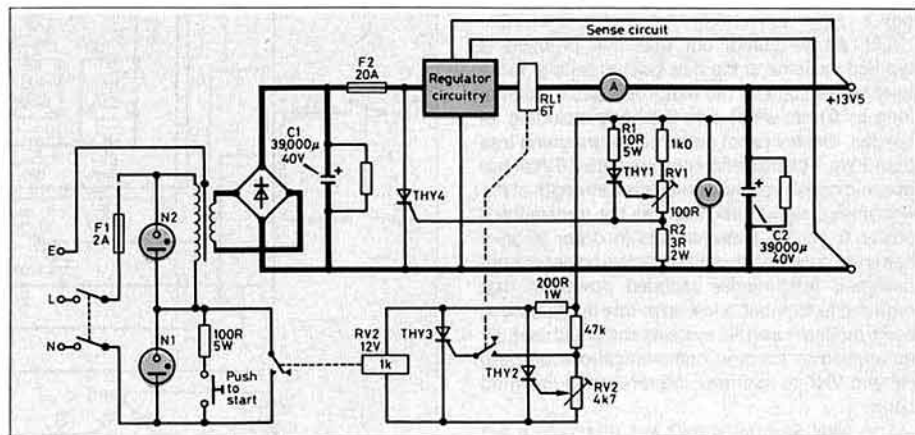 Sense circuit
F2
20A
Regulator
circuitry
A
RL1
6T
+13V5
C1
39,000µ
40V
+
R1
10R
5W
1k0
THY1
RV1
100R
V
+
THY4
R2
3R
2W
C2
39,000µ
40V
F1
2A
N2
E
L
N
N1
100R
5W
Push
to
start
RV2
12V
1k
THY3
200R
1W
THY2
47k
RV2
4k7